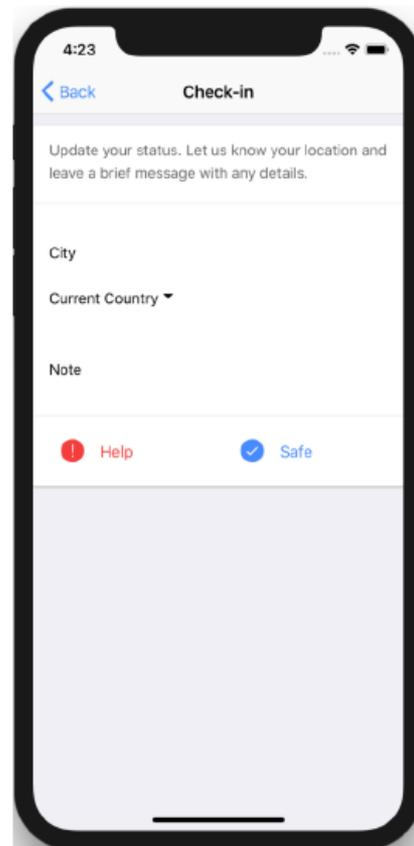 4:23
Back
Check-in
Update your status. Let us know your location and
leave a brief message with any details.
City
Current Country
Note
Help
Safe